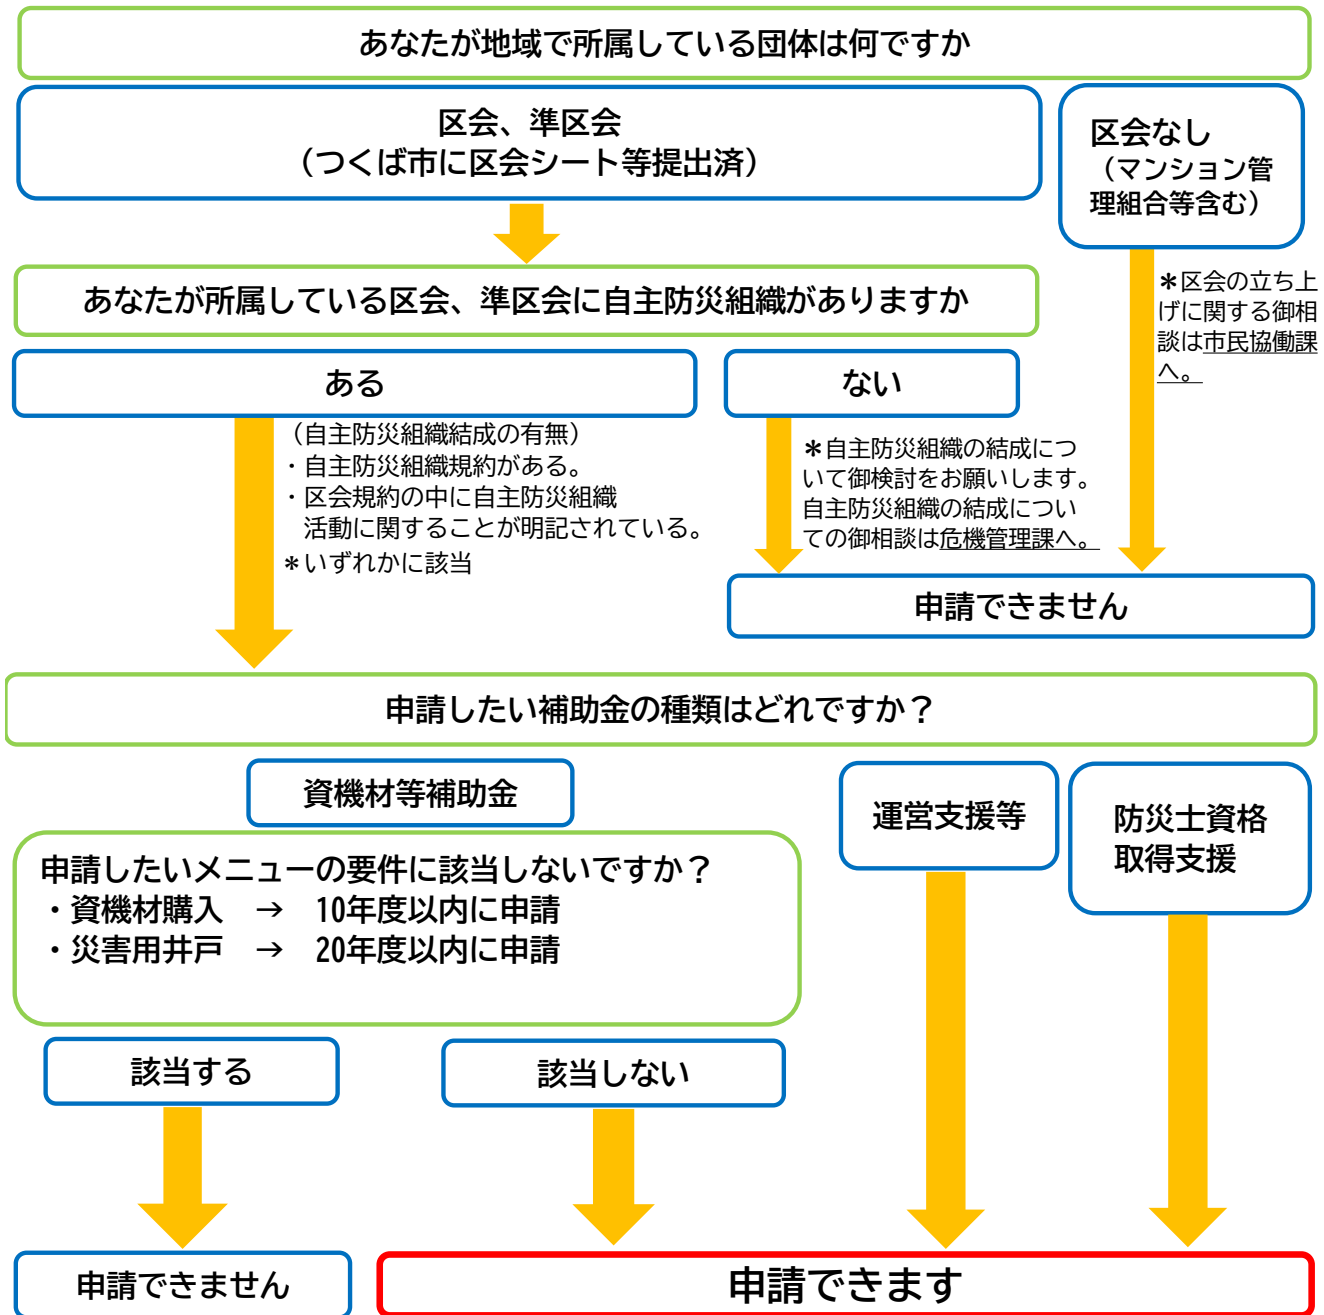 あなたが地域で所属している団体は何ですか
区会、準区会
（つくば市に区会シート等提出済）
区会なし
（マンション管
理組合等含む）
あなたが所属している区会、準区会に自主防災組織がありますか
＊区会の立ち上
げに関する御相
談は市民協働課
へ。
ある
ない
（自主防災組織結成の有無）
・自主防災組織規約がある。
・区会規約の中に自主防災組織
活動に関することが明記されている。
＊いずれかに該当
＊自主防災組織の結成につ
いて御検討をお願いします。
自主防災組織の結成につい
ての御相談は危機管理課へ。
申請できません
申請したい補助金の種類はどれですか？
資機材等補助金
運営支援等
防災士資格
取得支援
申請したいメニューの要件に該当しないですか？
・資機材購入　→　10年度以内に申請
・災害用井戸　→　20年度以内に申請
該当する
該当しない
申請できません
申請できます